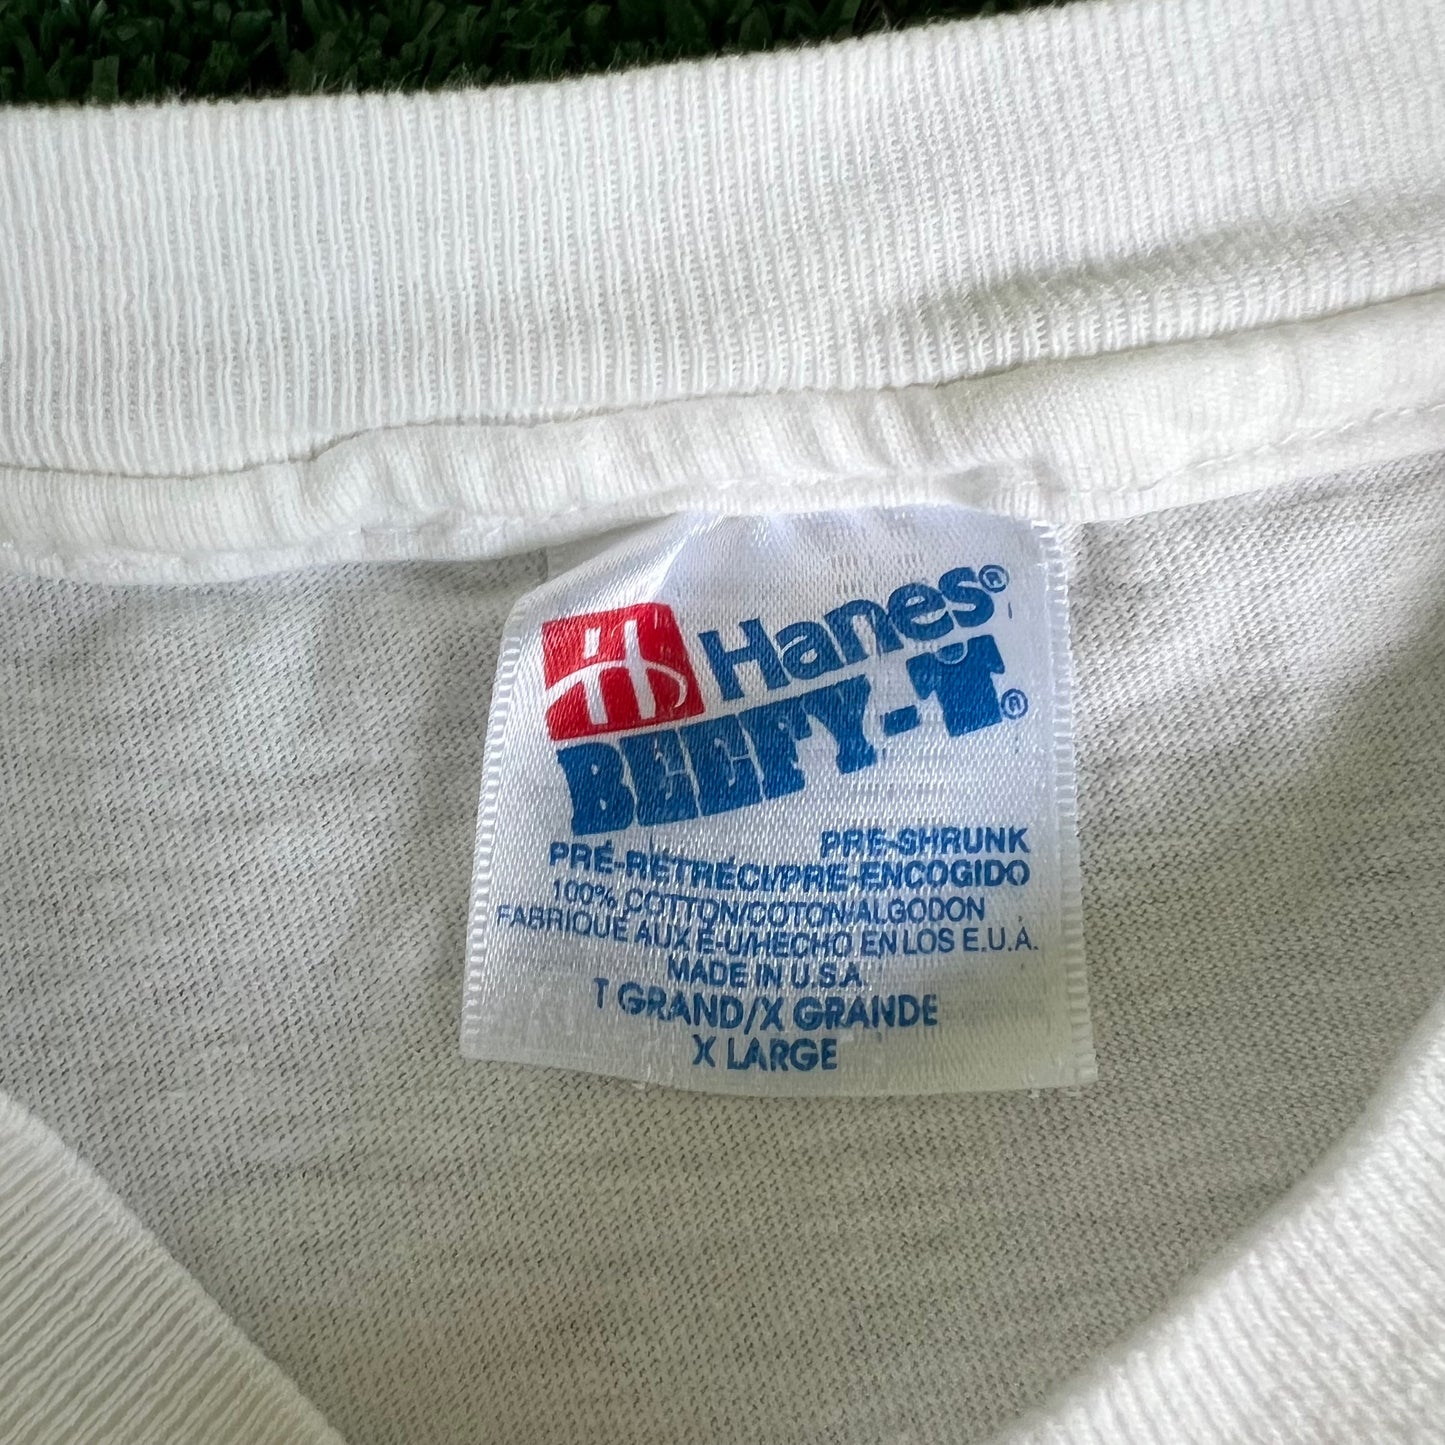 Hanes®
BEEFY-T®
PRE-SHRUNK
PRÉ-RÉTRÉCI/PRE-ENCOGIDO
100% COTTON/COTON/ALGODON
FABRIQUÉ AUX É-U/HECHO EN LOS E.U.A.
MADE IN U.S.A.
T GRAND/X GRANDE
X LARGE